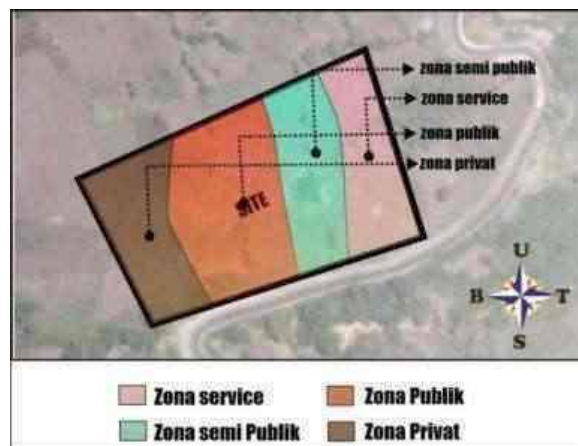 zona semi publik
zona service
zona publik
zona privat
SITE
U
B T
S
Zona service
Zona Publik
Zona semi Publik
Zona Privat